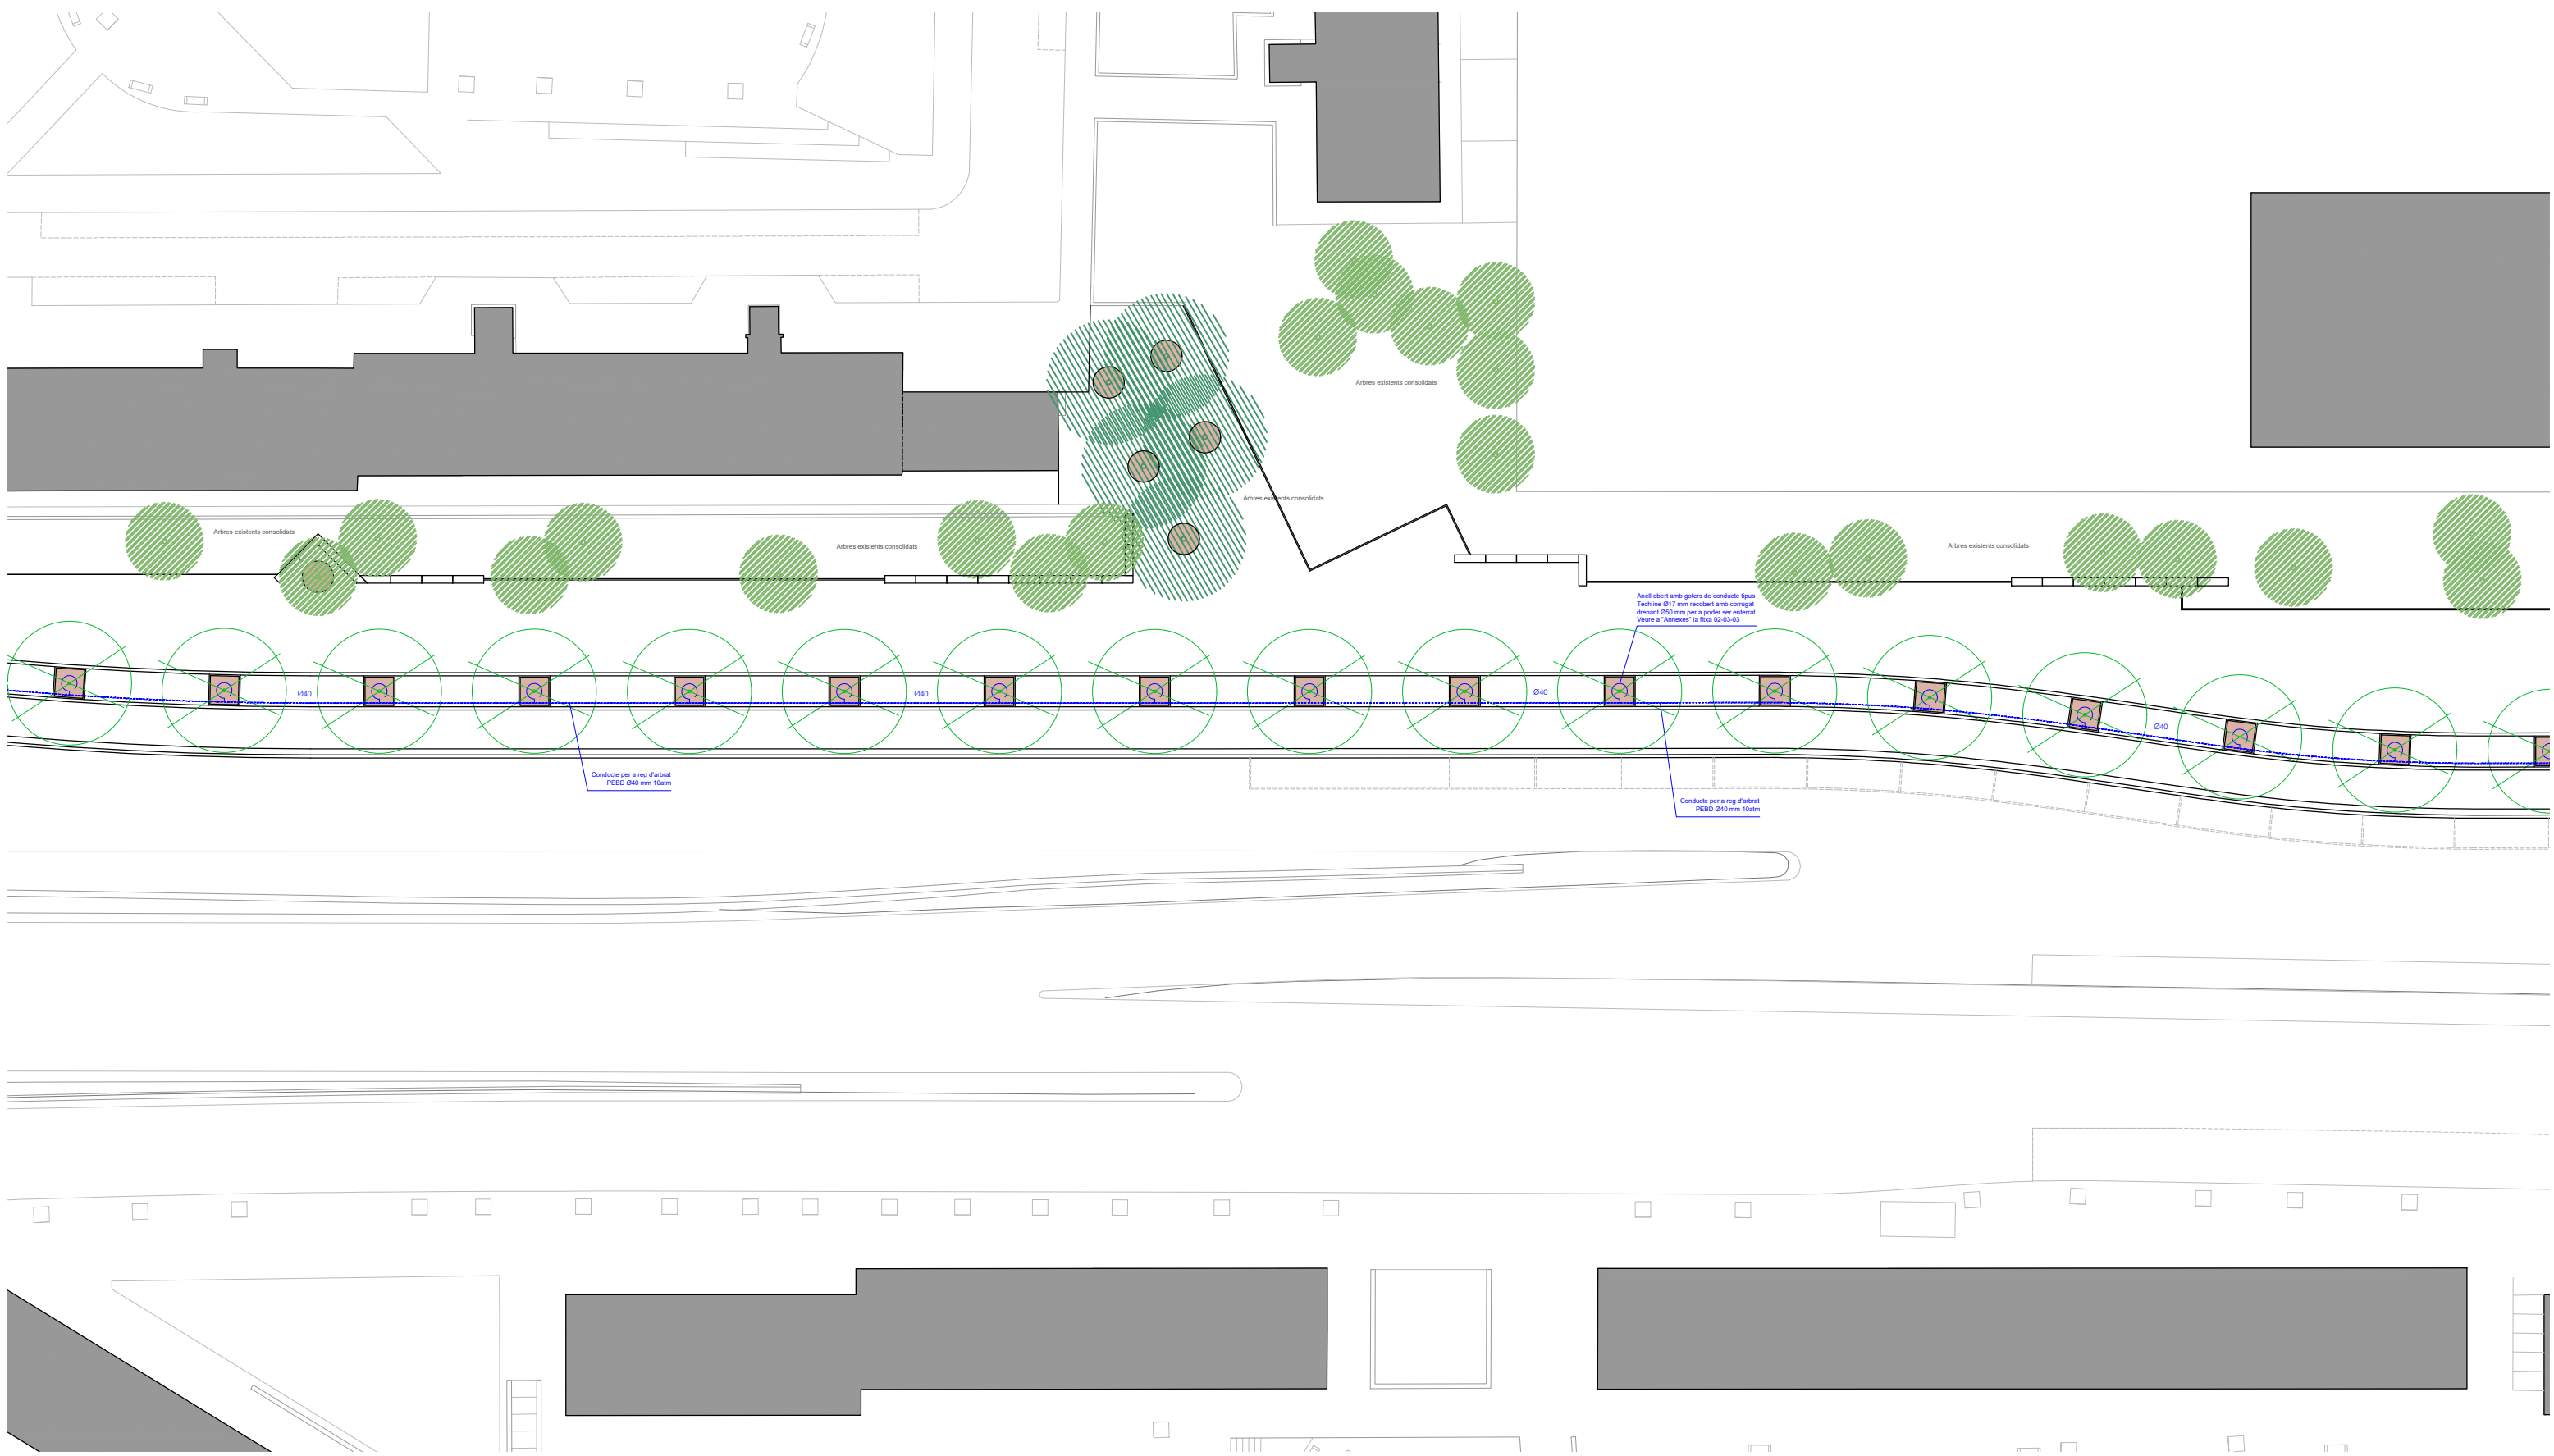 Arbres existents consolidats
Arbres existents consolidats
Arbres existents consolidats
Arbres existents consolidats
Arbres existents consolidats
Anell obert amb goters de conducte tipus
Techline Ø17 mm recobert amb corrugat
drenant Ø50 mm per a poder ser enterrat.
Veure a "Annexes" la fitxa 02-03-03
Ø40
Ø40
Ø40
Ø40
Conducte per a reg d'arbrat
PEBD Ø40 mm 10atm
Conducte per a reg d'arbrat
PEBD Ø40 mm 10atm